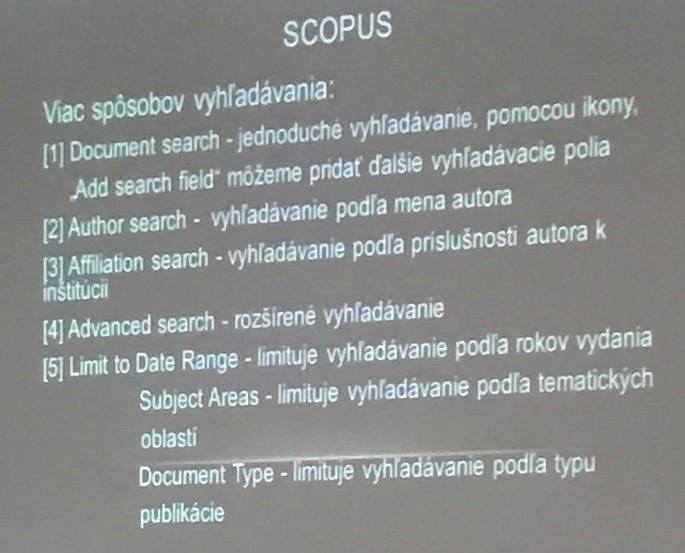 SCOPUS
Viac spôsobov vyhľadávania:
[1] Document search - jednoduché vyhľadávanie, pomocou ikony,
„Add search field“ môžeme pridať ďalšie vyhľadávacie polia
[2] Author search - vyhľadávanie podľa mena autora
[3] Affiliation search - vyhľadávanie podľa príslušnosti autora k
inštitúcii
[4] Advanced search - rozšírené vyhľadávanie
[5] Limit to Date Range - limituje vyhľadávanie podľa rokov vydania
Subject Areas - limituje vyhľadávanie podľa tematických
oblastí
Document Type - limituje vyhľadávanie podľa typu
publikácie